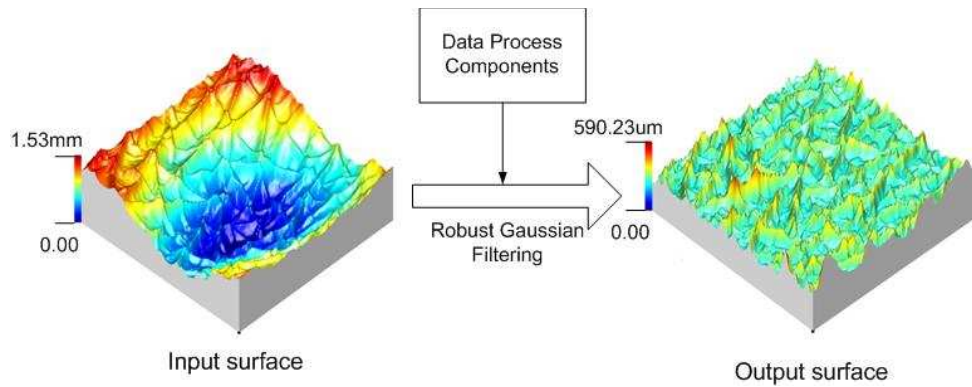 Data Process
Components
1.53mm
0.00
590.23um
0.00
Robust Gaussian
Filtering
Input surface
Output surface